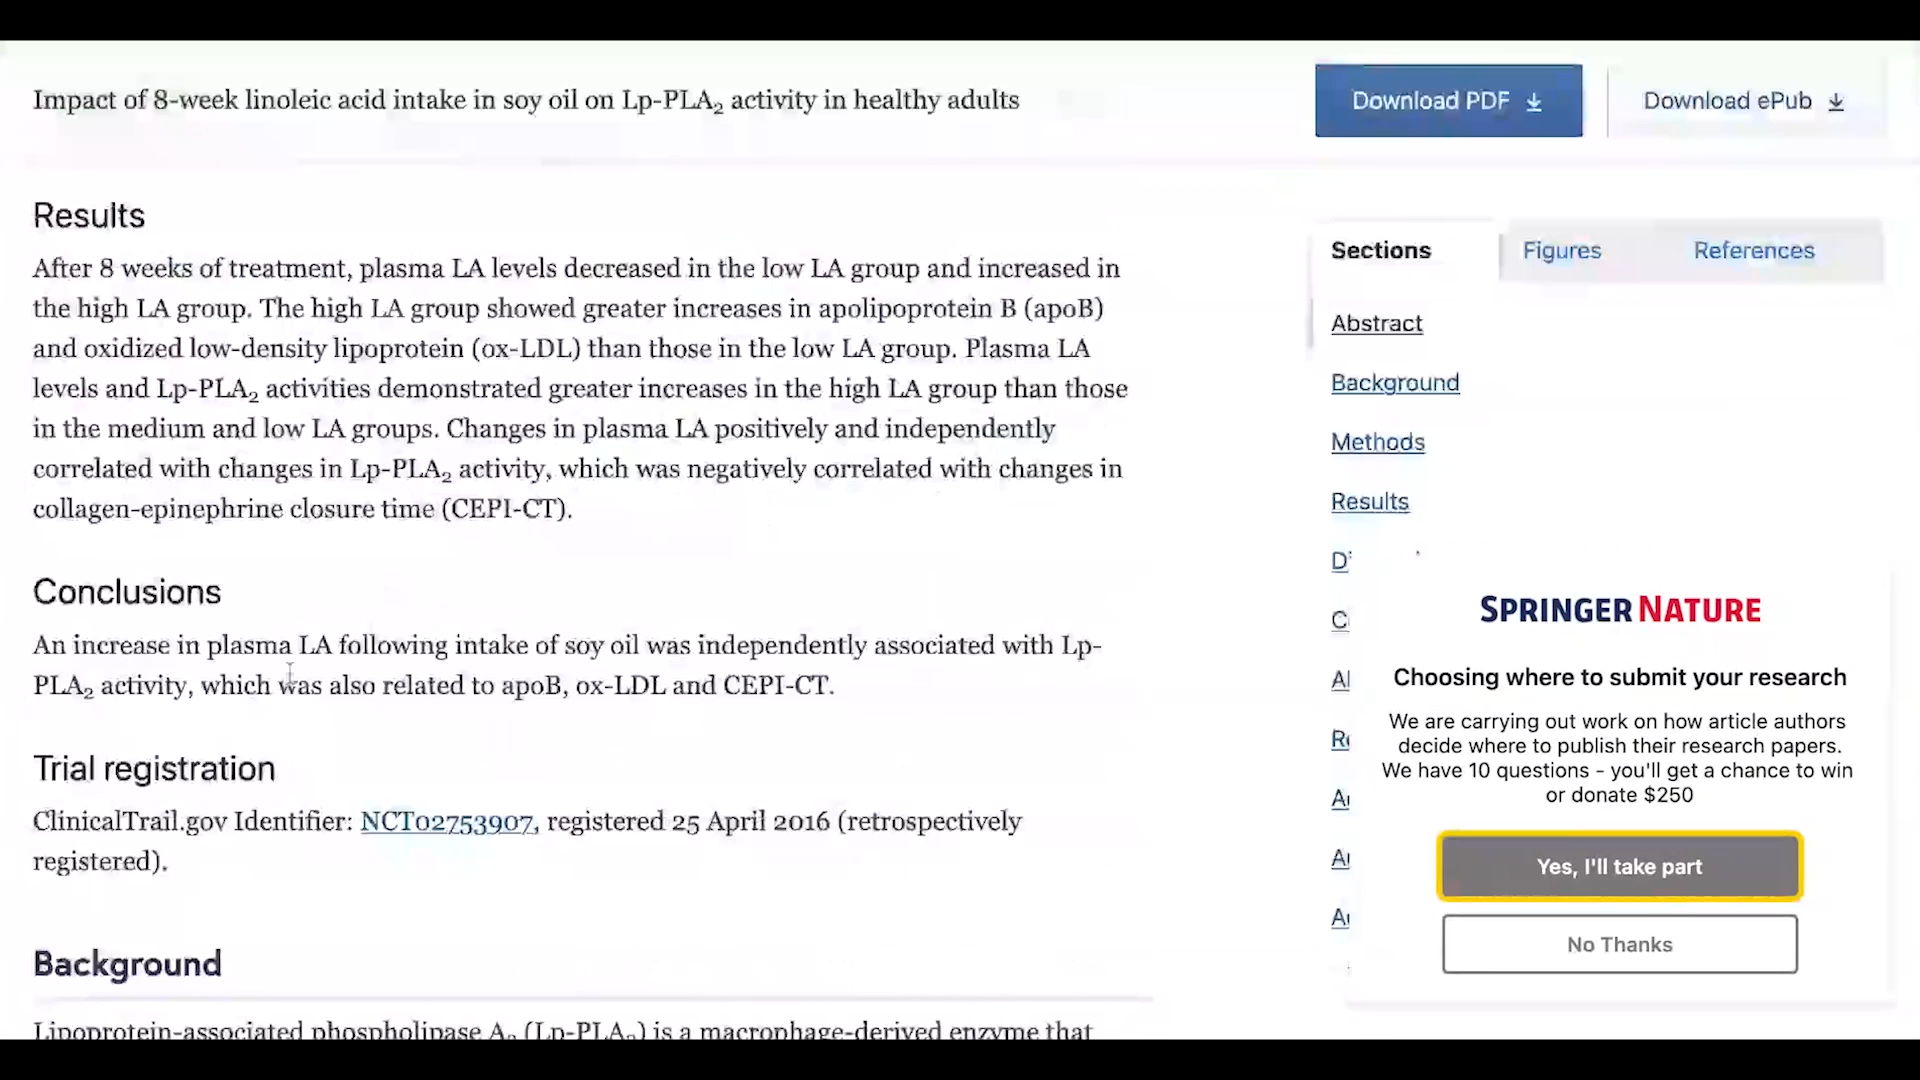 Impact of 8-week linoleic acid intake in soy oil on Lp-PLA₂ activity in healthy adults
Download PDF
Download ePub
Results
After 8 weeks of treatment, plasma LA levels decreased in the low LA group and increased in
the high LA group. The high LA group showed greater increases in apolipoprotein B (apoB)
and oxidized low-density lipoprotein (ox-LDL) than those in the low LA group. Plasma LA
levels and Lp-PLA₂ activities demonstrated greater increases in the high LA group than those
in the medium and low LA groups. Changes in plasma LA positively and independently
correlated with changes in Lp-PLA₂ activity, which was negatively correlated with changes in
collagen-epinephrine closure time (CEPI-CT).
Conclusions
An increase in plasma LA following intake of soy oil was independently associated with Lp-
PLA₂ activity, which was also related to apoB, ox-LDL and CEPI-CT.
Trial registration
ClinicalTrail.gov Identifier: NCT02753907, registered 25 April 2016 (retrospectively
registered).
Background
Lipoprotein-associated phospholipase A₂ (Lp-PLA₂) is a macrophage-derived enzyme that
Sections
Figures
References
Abstract
Background
Methods
Results
SPRINGER NATURE
Choosing where to submit your research
We are carrying out work on how article authors
decide where to publish their research papers.
We have 10 questions - you'll get a chance to win
or donate $250
Yes, I'll take part
No Thanks